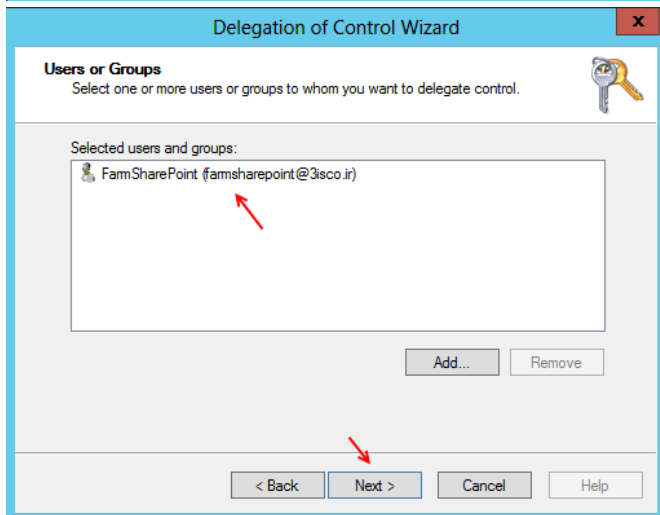 Delegation of Control Wizard
x
Users or Groups
Select one or more users or groups to whom you want to delegate control.
Selected users and groups:
FarmSharePoint (farmsharepoint@3isco.ir)
Add... Remove
< Back Next > Cancel Help